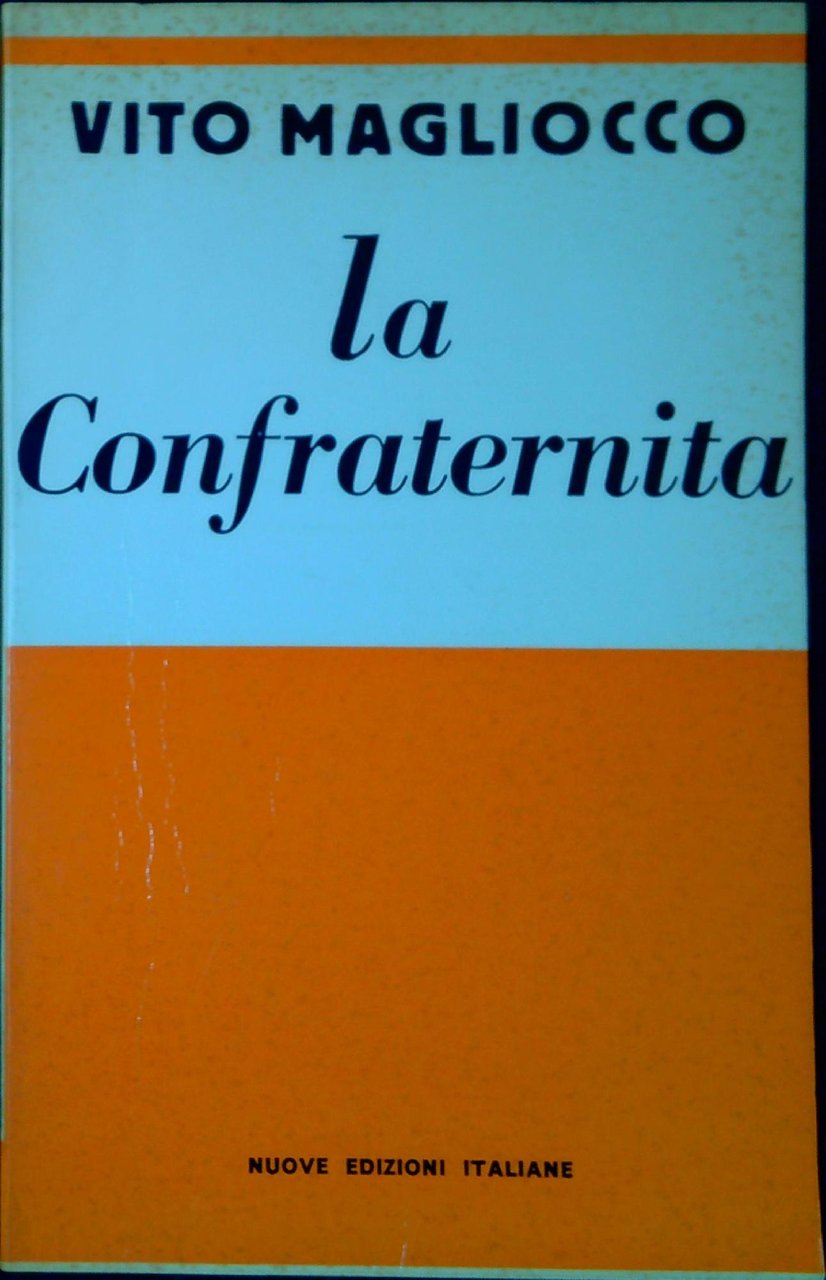 VITO MAGLIOCCO
la
Confraternita
NUOVE EDIZIONI ITALIANE